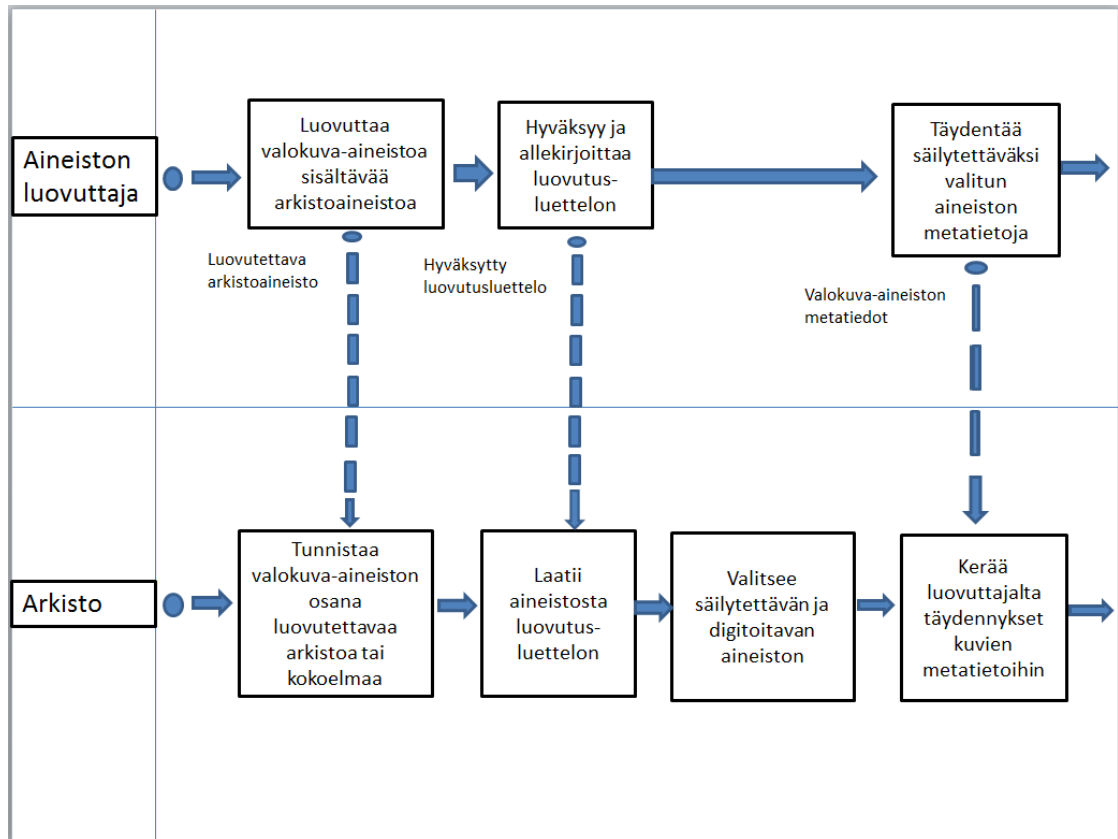 Aineiston
luovuttaja
Luovuttaa
valokuva-aineistoa
sisältävää
arkistoaineistoa
Hyväksyy ja
allekirjoittaa
luovutus-
luettelon
Täydentää
säilytettäväksi
valitun
aineiston
metatietoja
Luovutettava
arkistoaineisto
Hyväksytty
luovutusluettelo
Valokuva-aineiston
metatiedot
Arkisto
Tunnistaa
valokuva-aineiston
osana
luovutettavaa
arkistoa tai
kokoelmaa
Laatii
aineistosta
luovutus-
luettelon
Valitsee
säilytettävän ja
digitoitavan
aineiston
Kerää
luovuttajalta
täydennykset
kuvien
metatietoihin